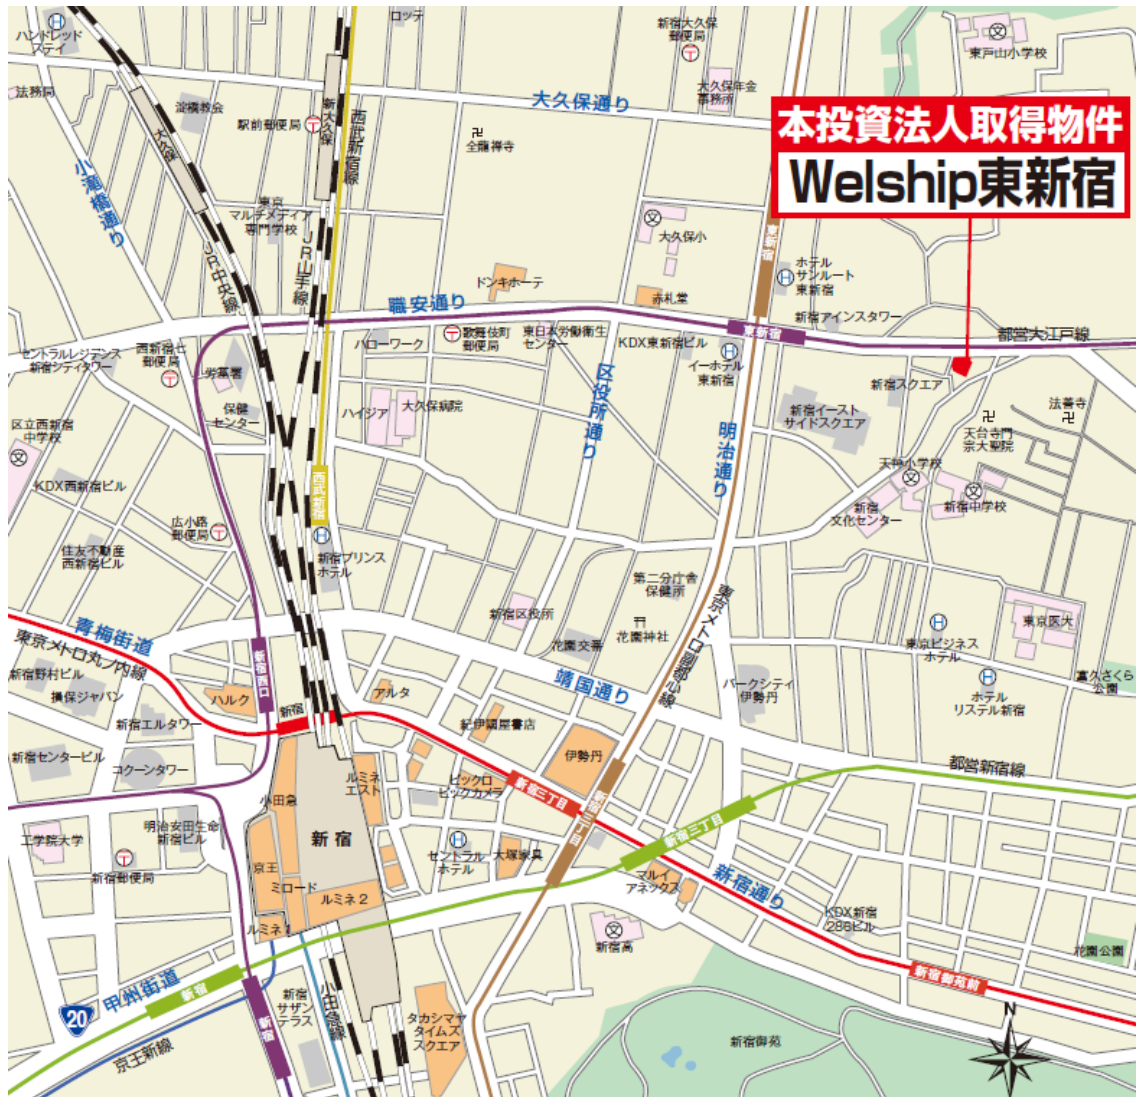 ロッテ
ハンドレッド
ステイ
新宿大久保
郵便局
東戸山小学校
法務局
淀橋教会
大久保通り
大久保年金
事務所
駅前郵便局
新大久保
西武新宿線
大久保
全龍禅寺
本投資法人取得物件
Welship東新宿
小滝橋通り
東京
マルチメディア
専門学校
JR中央線
JR山手線
大久保小
東新宿
ドンキホーテ
ホテル
サンルート
東新宿
赤札堂
職安通り
新宿アインスタワー
東新宿
都営大江戸線
セントラルレジデンス
新宿シティタワー
西新宿七
郵便局
ハローワーク
歌舞伎町
郵便局
東日本労働衛生
センター
KDX東新宿ビル
イーホテル
東新宿
労基署
新宿スクエア
保健
センター
ハイジア
大久保病院
区役所通り
明治通り
新宿イースト
サイドスクエア
法善寺
天台寺門
宗大聖院
区立西新宿
中学校
天神小学校
KDX西新宿ビル
西武新宿
新宿
文化センター
新宿中学校
広小路
郵便局
住友不動産
西新宿ビル
新宿プリンス
ホテル
第二分庁舎
保健所
新宿区役所
花園交番
花園神社
東京メトロ副都心線
東京医大
東京ビジネス
ホテル
青梅街道
東京メトロ丸ノ内線
新宿西口
新宿野村ビル
損保ジャパン
ハルク
新宿
アルタ
靖国通り
パークシティ
伊勢丹
ホテル
リステル新宿
富久さくら
公園
新宿エルタワー
紀伊國屋書店
伊勢丹
新宿センタービル
コクーンタワー
ルミネ
エスト
ビックロ
ビックカメラ
新宿三丁目
新宿三丁目
新宿三丁目
都営新宿線
小田急
新宿
工学院大学
明治安田生命
新宿ビル
新宿郵便局
京王
ミロード
ルミネ2
ルミネ1
セントラル
ホテル
大塚家具
マルイ
アネックス
新宿通り
KDX新宿
286ビル
新宿高
花園公園
新宿御苑前
甲州街道
20
新宿
新宿
京王新線
新宿
サザン
テラス
小田急線
タカシマヤ
タイムズ
スクエア
新宿御苑
N